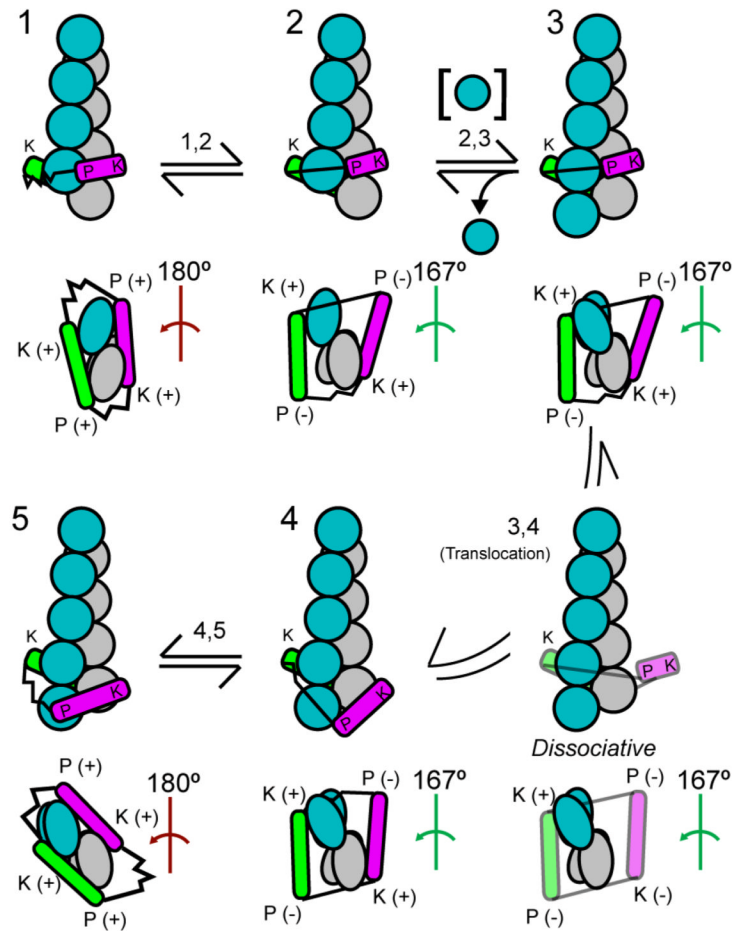 1
2
3
[ ]
K
P K
1,2
K
P K
2,3
K
P K
180º
P (+)
K (+)
K (+)
P (+)
167º
P (-)
K (+)
K (+)
P (-)
167º
P (-)
K (+)
K (+)
P (-)
5
4
3,4
(Translocation)
K
P K
4,5
K
P K
K
P K
Dissociative
180º
P (+)
K (+)
K (+)
P (+)
167º
P (-)
K (+)
K (+)
P (-)
167º
P (-)
K (+)
K (-)
P (-)